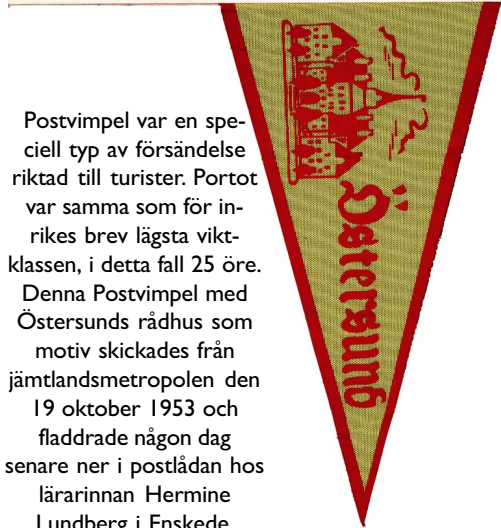 Postvimpel var en spe-
ciell typ av försändelse
riktad till turister. Portot
var samma som för in-
rikes brev lägsta vikt-
klassen, i detta fall 25 öre.
Denna Postvimpel med
Östersunds rådhus som
motiv skickades från
jämtlandsmetropolen den
19 oktober 1953 och
fladdrade någon dag
senare ner i postlådan hos
lärarinnan Hermine
Lundberg i Enskede
Östersund